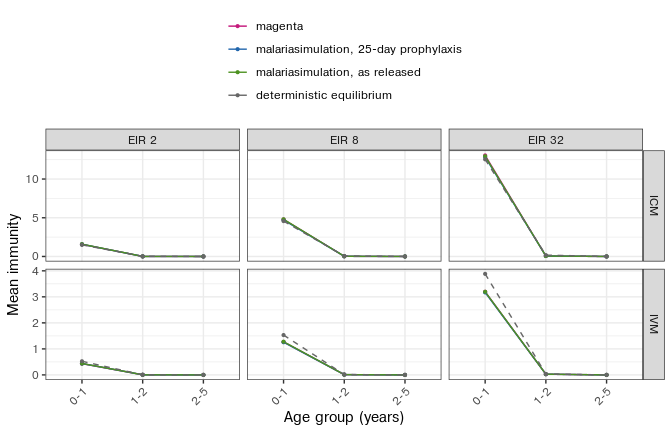 magenta
malariasimulation, 25-day prophylaxis
malariasimulation, as released
deterministic equilibrium
EIR 2
EIR 8
EIR 32
10
5
0
ICM
4
3
2
1
0
IVM
Mean immunity
0-1
1-2
2-5
0-1
1-2
2-5
0-1
1-2
2-5
Age group (years)